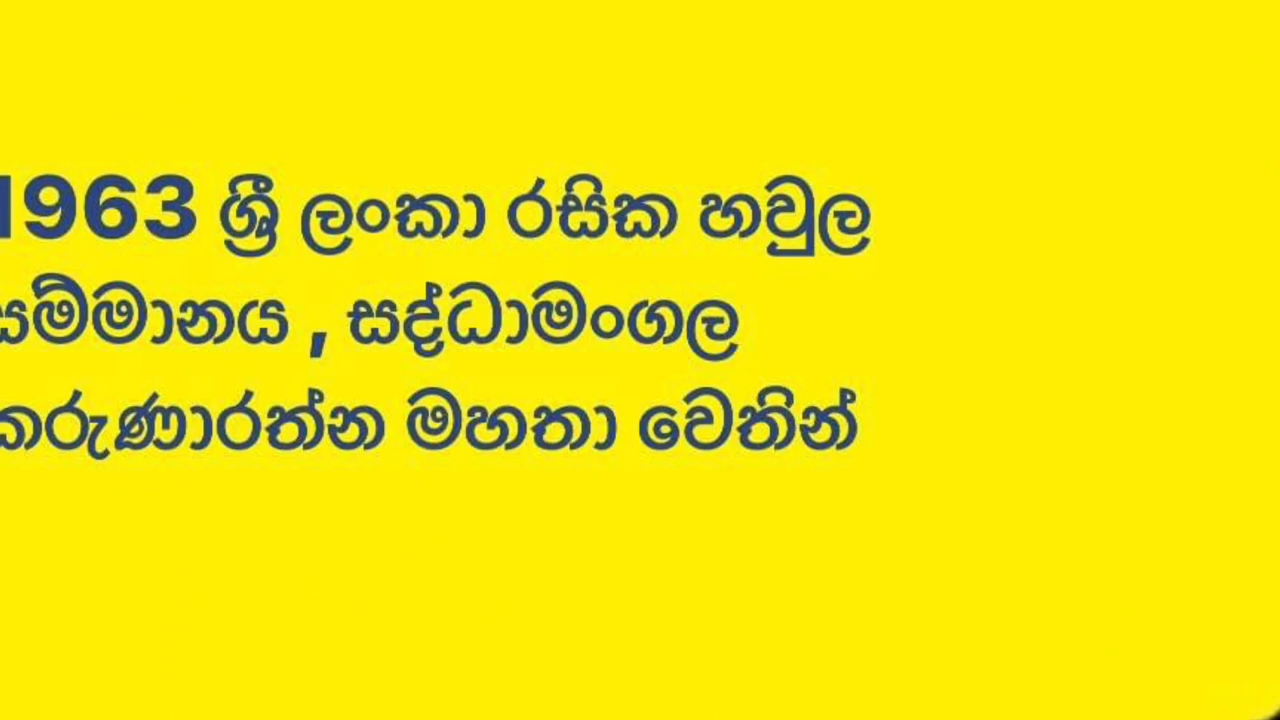 1963 ශ්‍රී ලංකා රසික හවුල
සම්මානය , සද්ධාමංගල
කරුණාරත්න මහතා වෙතින්